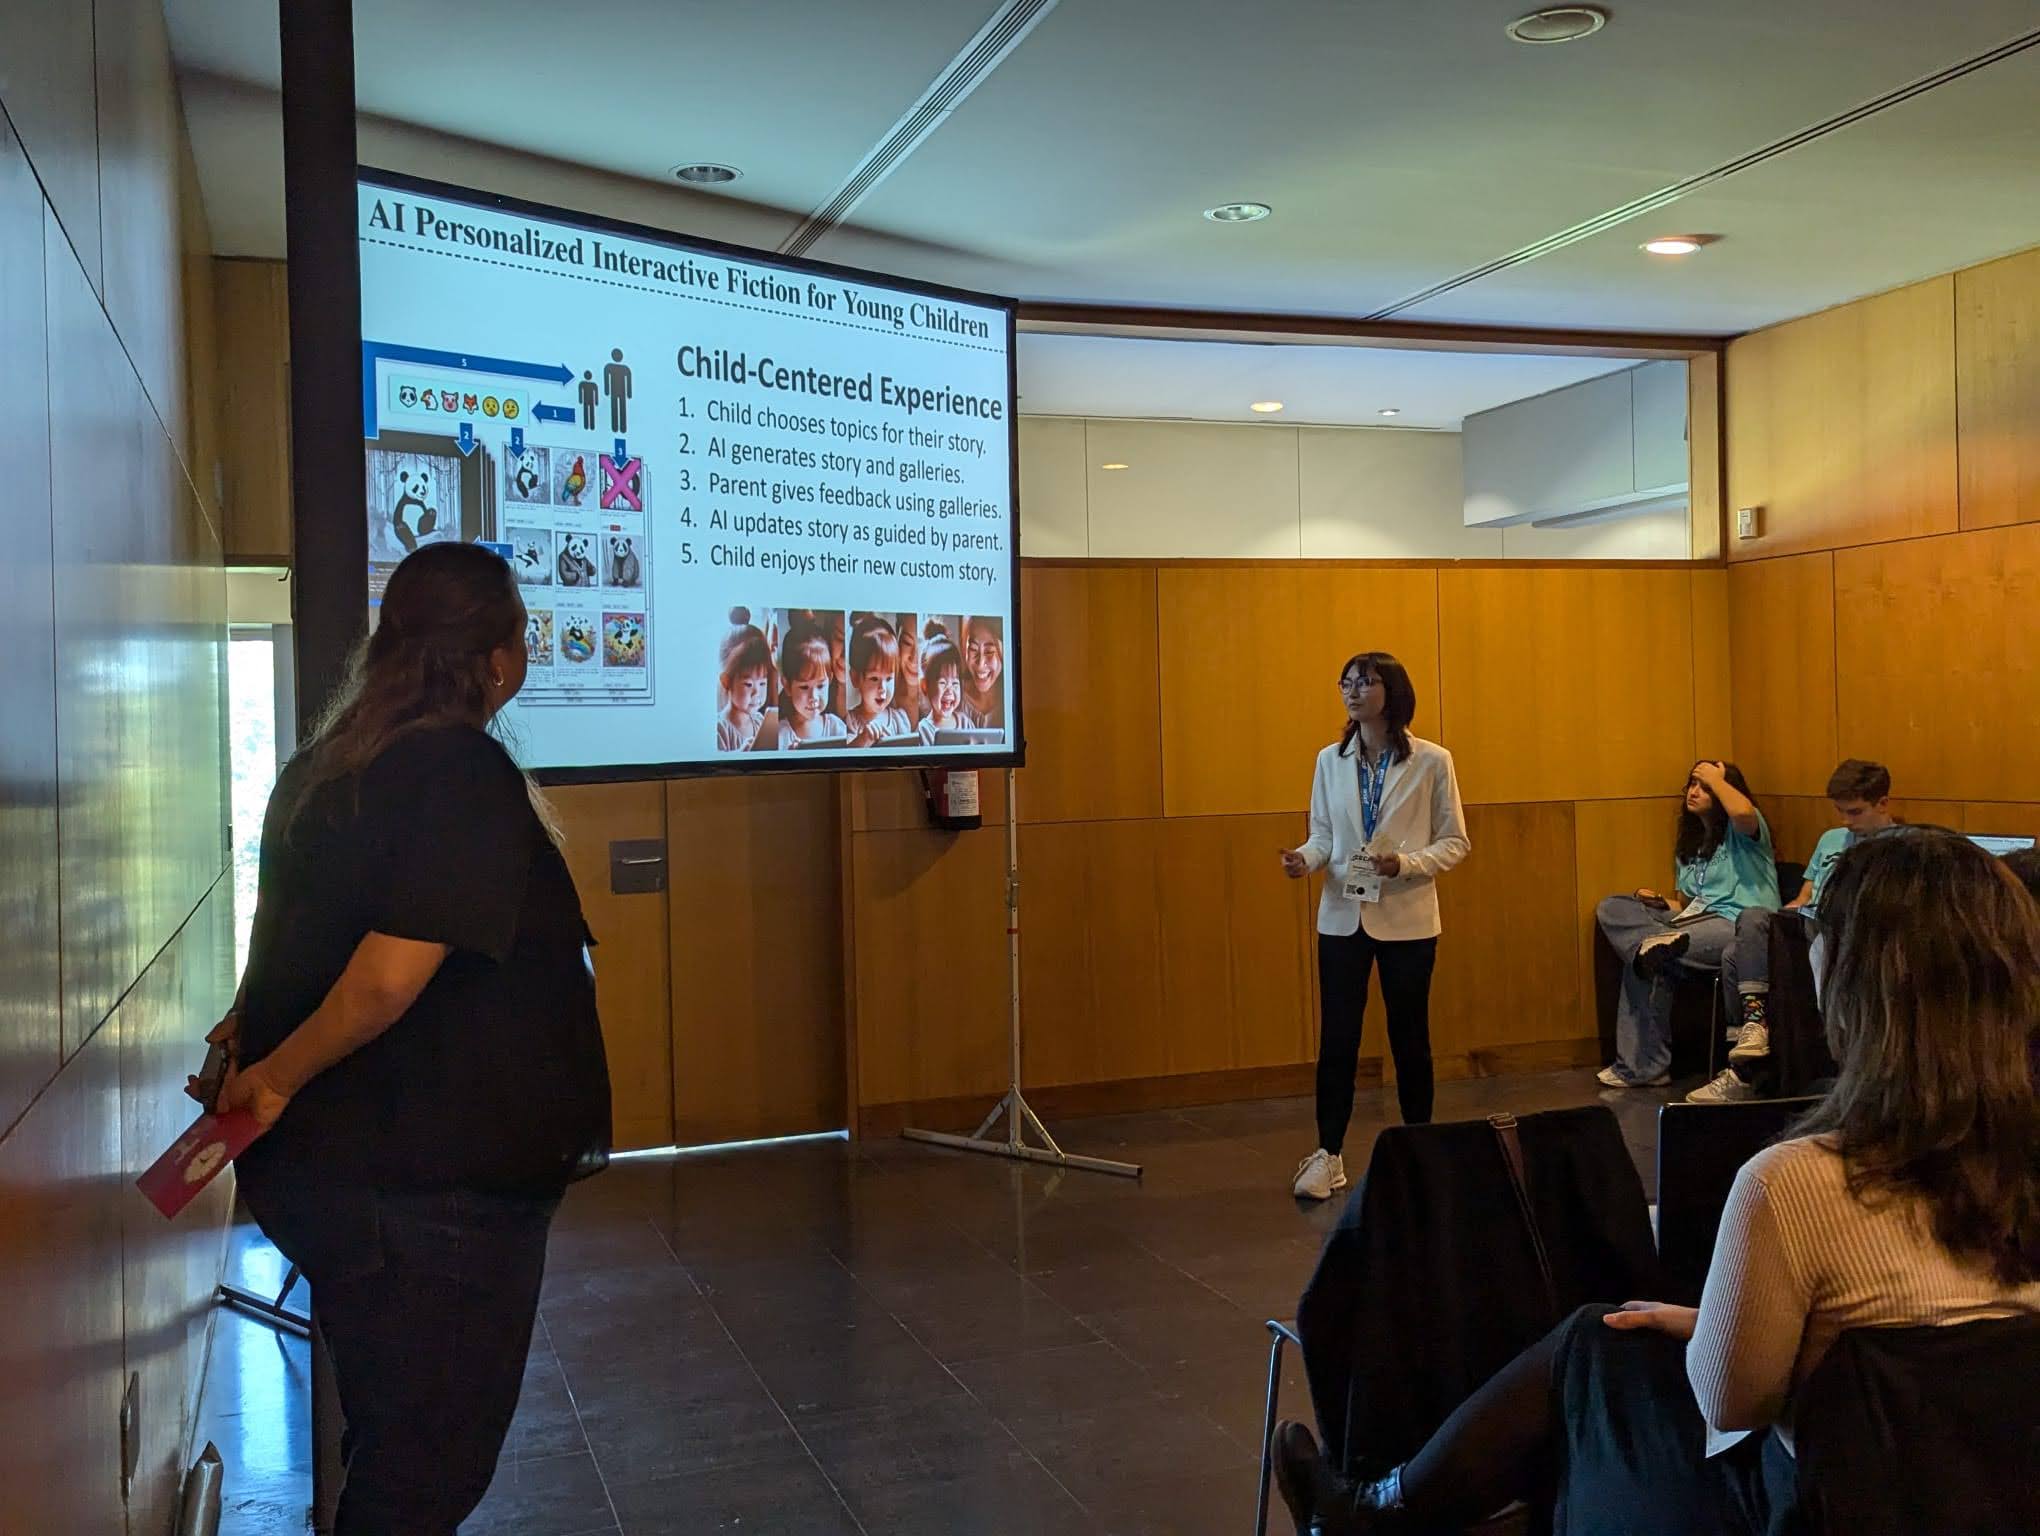 AI Personalized Interactive Fiction for Young Children
5
1
2
2
3
4
Child-Centered Experience
1. Child chooses topics for their story.
2. AI generates story and galleries.
3. Parent gives feedback using galleries.
4. AI updates story as guided by parent.
5. Child enjoys their new custom story.